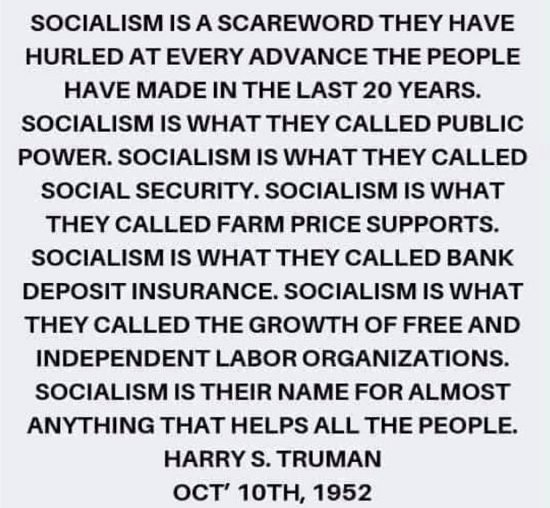 SOCIALISM IS A SCAREWORD THEY HAVE
HURLED AT EVERY ADVANCE THE PEOPLE
HAVE MADE IN THE LAST 20 YEARS.
SOCIALISM IS WHAT THEY CALLED PUBLIC
POWER. SOCIALISM IS WHAT THEY CALLED
SOCIAL SECURITY. SOCIALISM IS WHAT
THEY CALLED FARM PRICE SUPPORTS.
SOCIALISM IS WHAT THEY CALLED BANK
DEPOSIT INSURANCE. SOCIALISM IS WHAT
THEY CALLED THE GROWTH OF FREE AND
INDEPENDENT LABOR ORGANIZATIONS.
SOCIALISM IS THEIR NAME FOR ALMOST
ANYTHING THAT HELPS ALL THE PEOPLE.
HARRY S. TRUMAN
OCT' 10TH, 1952